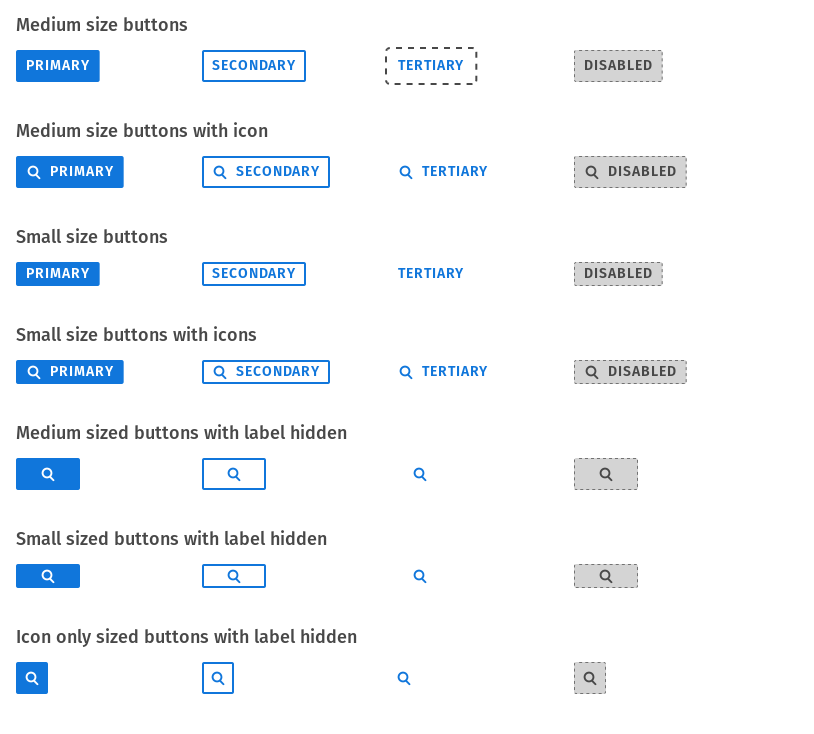 Medium size buttons
PRIMARY SECONDARY TERTIARY DISABLED
Medium size buttons with icon
PRIMARY SECONDARY TERTIARY DISABLED
Small size buttons
PRIMARY SECONDARY TERTIARY DISABLED
Small size buttons with icons
PRIMARY SECONDARY TERTIARY DISABLED
Medium sized buttons with label hidden
Small sized buttons with label hidden
Icon only sized buttons with label hidden